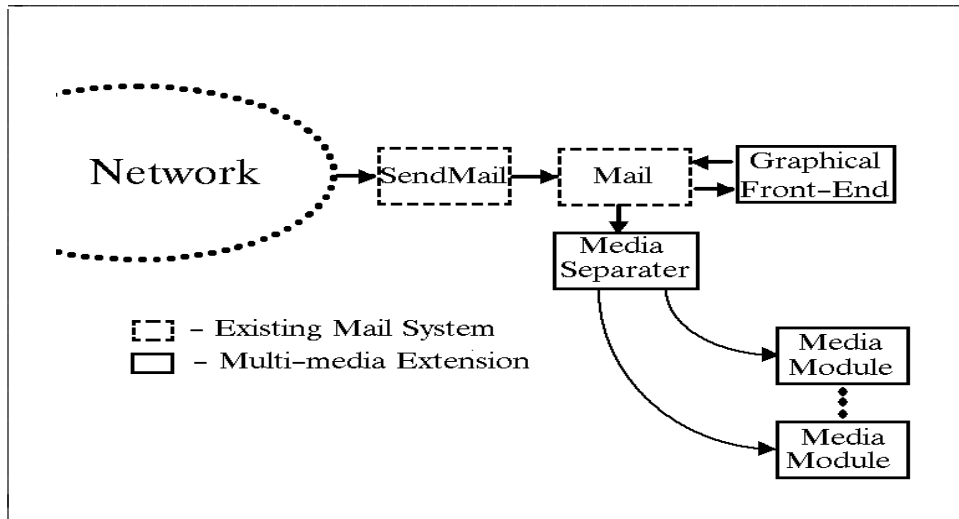 Network
SendMail
Mail
Graphical
Front-End
Media
Separater
- Existing Mail System
- Multi-media Extension
Media
Module
Media
Module